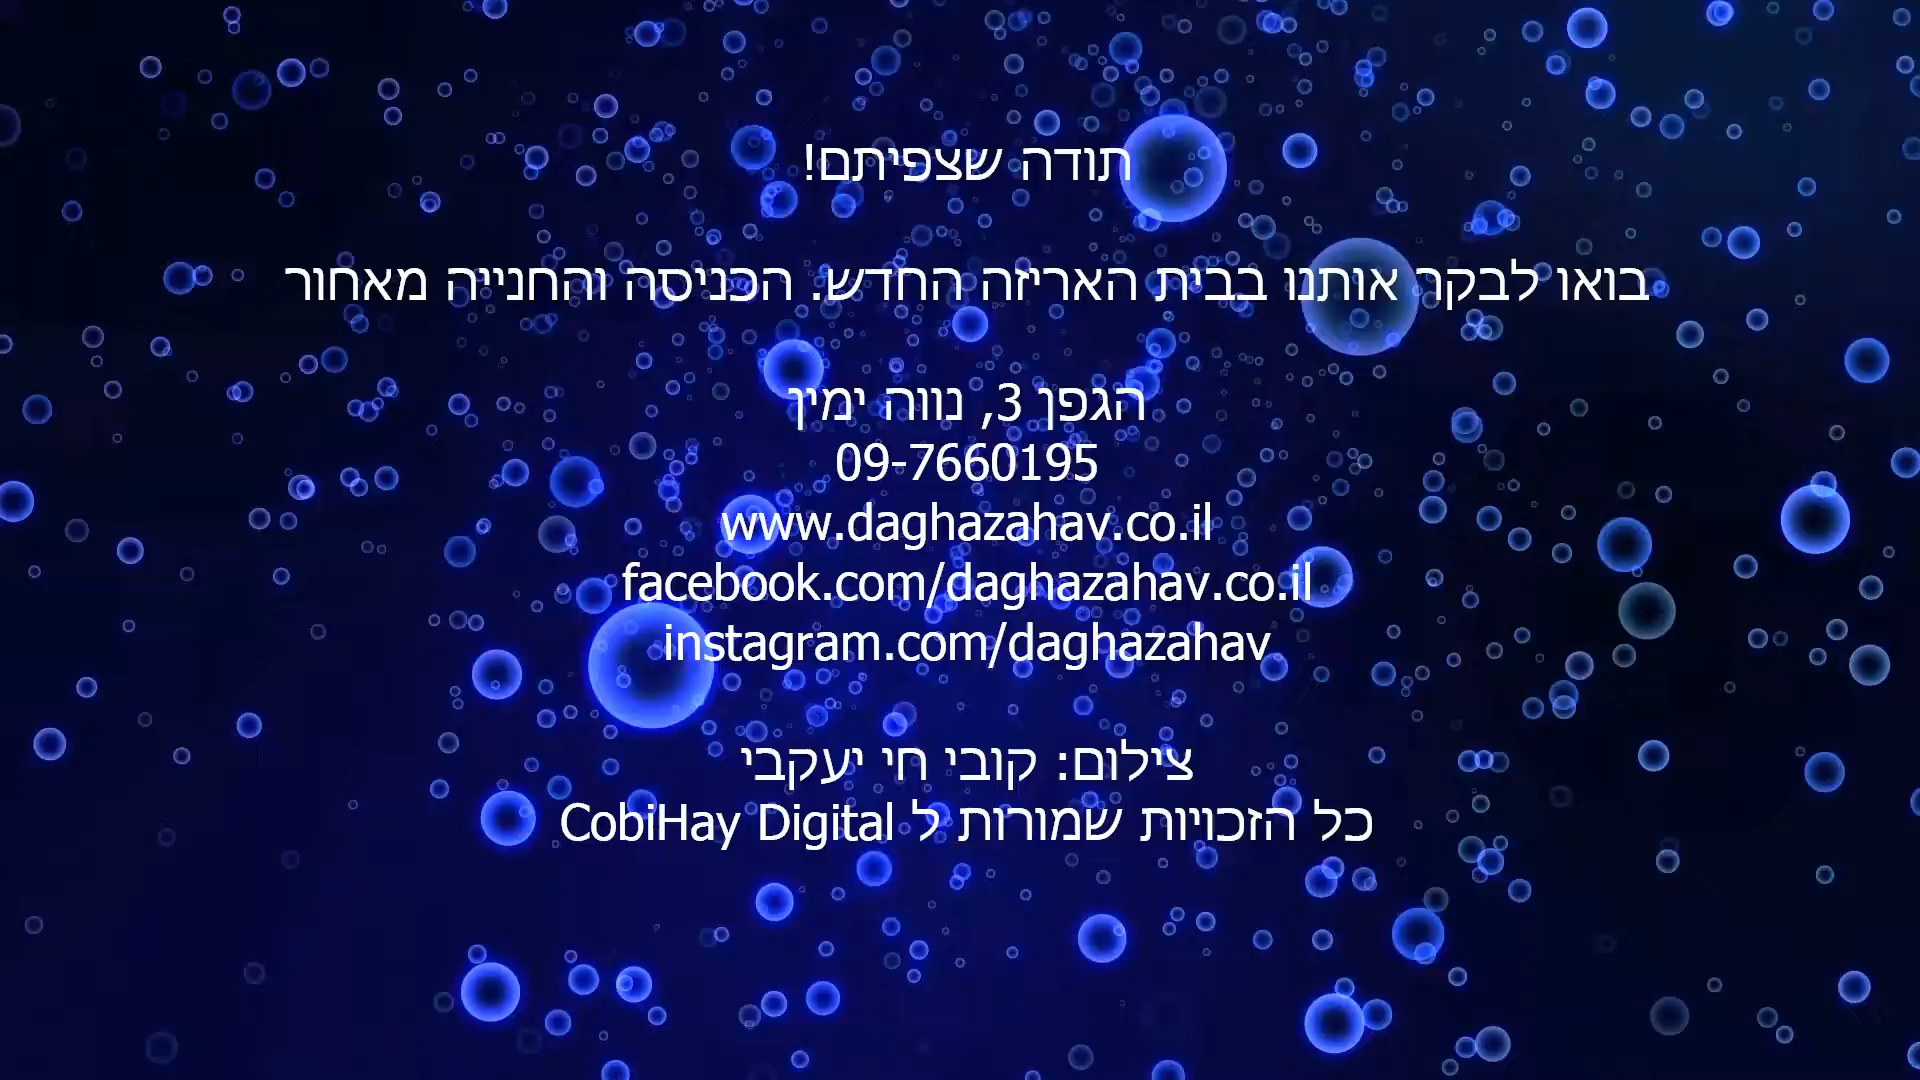 תודה שצפיתם!
בואו לבקר אותנו בבית האריזה החדש. הכניסה והחנייה מאחור
הגפן 3, נווה ימין
09-7660195
www.daghazahav.co.il
facebook.com/daghazahav.co.il
instagram.com/daghazahav
צילום: קובי חי יעקבי
כל הזכויות שמורות ל CobiHay Digital